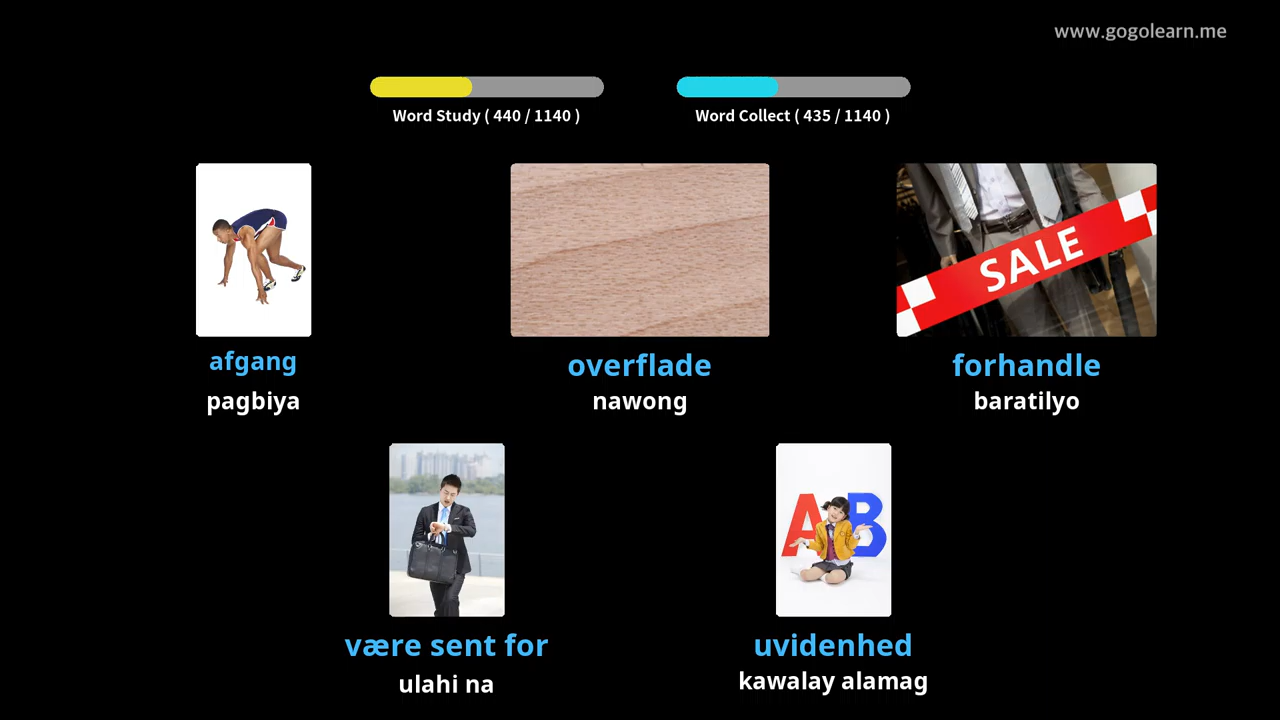 www.gogolearn.me
Word Study ( 440 / 1140 )
Word Collect ( 435 / 1140 )
SALE
afgang
overflade
forhandle
pagbiya
nawong
baratilyo
A B
være sent for
uvidenhed
ulahi na
kawalay alamag